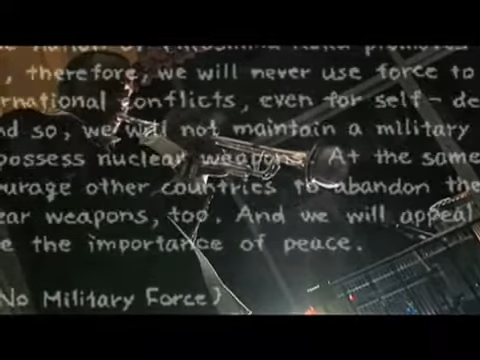 , therefore, we will never use force to
rnational conflicts, even for self-de
nd so, we will not maintain a military
possess nuclear weapons. At the same
urage other countries to abandon the
ear weapons, too. And we will appeal
e the importance of peace.
No Military Force)